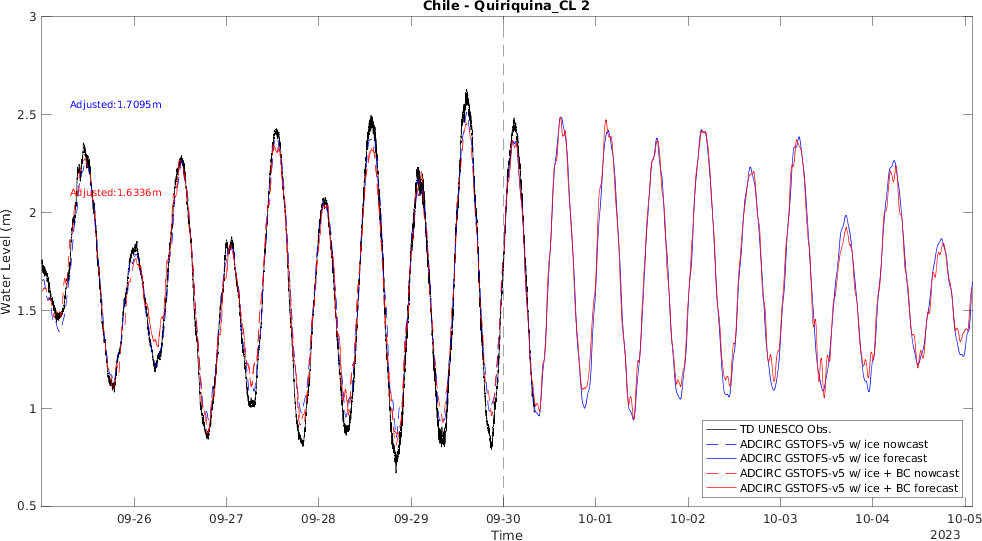 Chile - Quiriquina_CL 2
3
2.5
2
1.5
1
0.5
Water Level (m)
Adjusted:1.7095m
Adjusted:1.6336m
TD UNESCO Obs.
ADCIRC GSTOFS-v5 w/ ice nowcast
ADCIRC GSTOFS-v5 w/ ice forecast
ADCIRC GSTOFS-v5 w/ ice + BC nowcast
ADCIRC GSTOFS-v5 w/ ice + BC forecast
09-26 09-27 09-28 09-29 09-30 10-01 10-02 10-03 10-04 10-05
Time
2023